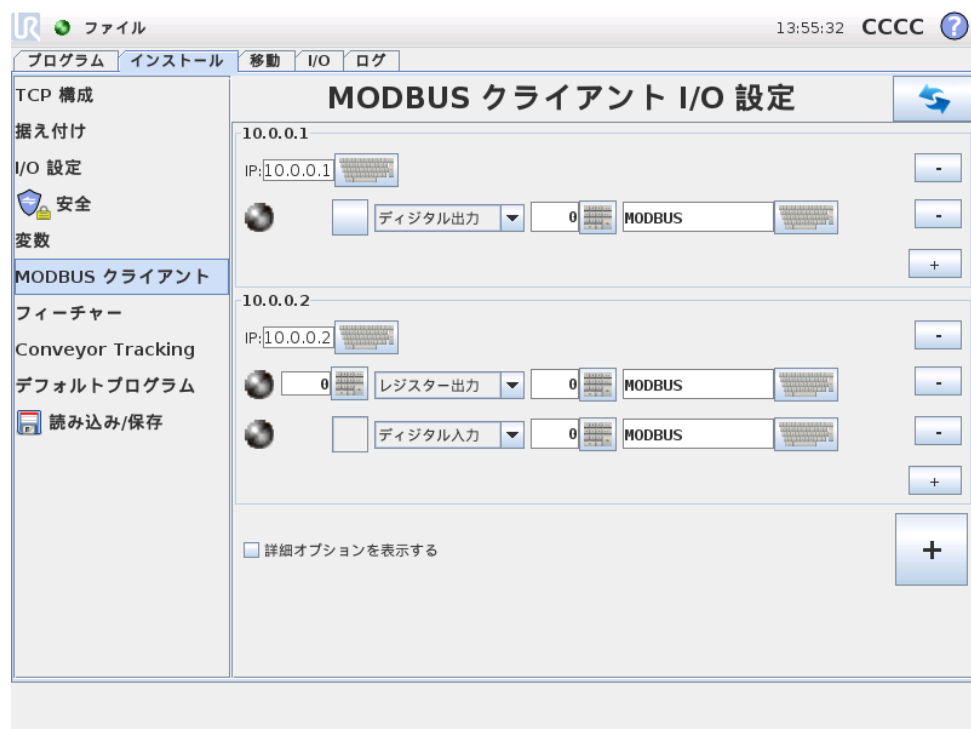 UR ファイル 13:55:32 CCCC ?
プログラム インストール 移動 I/O ログ
TCP 構成
据え付け
I/O 設定
安全
変数
MODBUS クライアント
フィーチャー
Conveyor Tracking
デフォルトプログラム
読み込み/保存
MODBUS クライアント I/O 設定
10.0.0.1
IP: 10.0.0.1 -
ディジタル出力 0 MODBUS -
+
10.0.0.2
IP: 10.0.0.2 -
0 レジスター出力 0 MODBUS -
ディジタル入力 0 MODBUS -
+
詳細オプションを表示する +